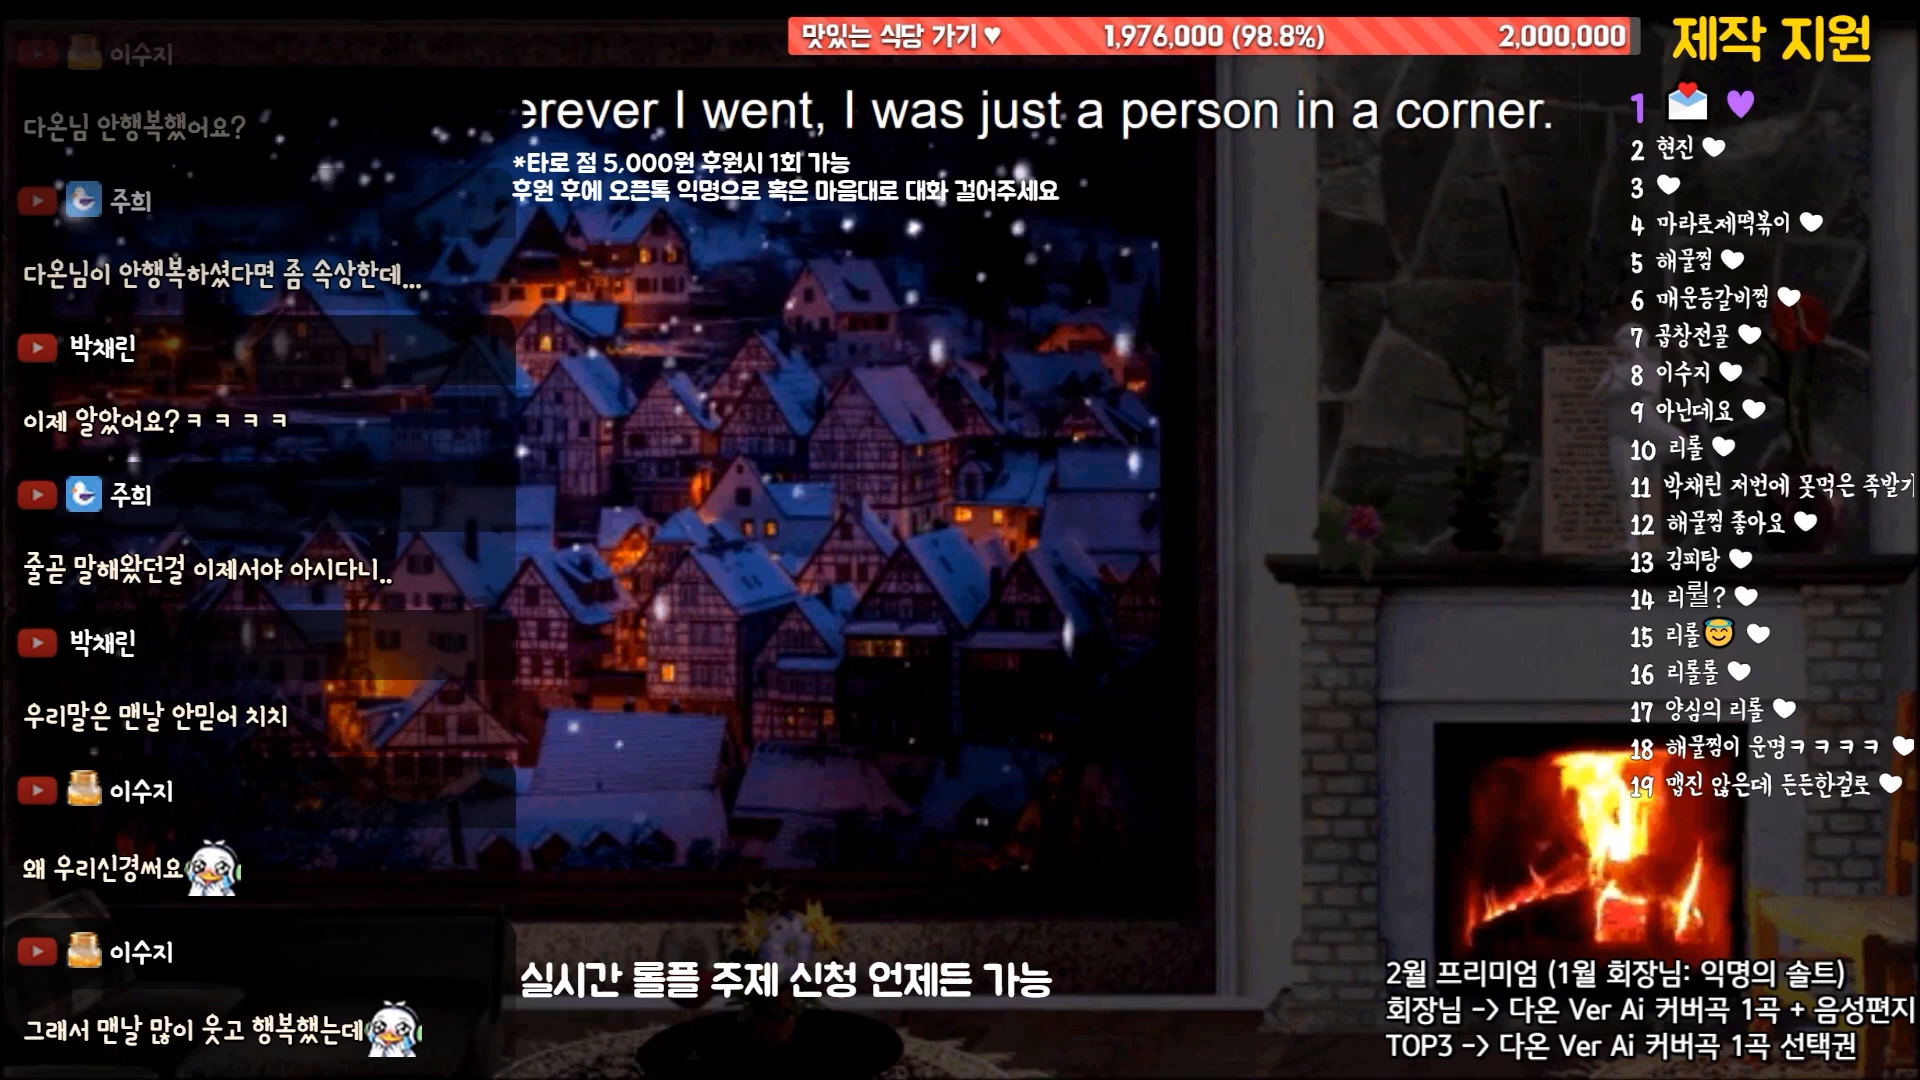 맛있는 식당 가기 ♥ 1,976,000 (98.8%) 2,000,000
제작 지원
이수지
다온님 안행복했어요?
주희
다온님이 안행복하셨다면 좀 속상한데...
박채린
이제 알았어요?ㅋㅋㅋㅋ
주희
줄곧 말해왔던걸 이제서야 아시다니..
박채린
우리말은 맨날 안믿어 치치
이수지
왜 우리신경써요
이수지
그래서 맨날 많이 웃고 행복했는데
erever I went, I was just a person in a corner.
*타로 점 5,000원 후원시 1회 가능
후원 후에 오픈톡 익명으로 혹은 마음대로 대화 걸어주세요
실시간 롤플 주제 신청 언제든 가능
1 💌 💜
2 현진 🤍
3 🤍
4 마라로제떡볶이 🤍
5 해물찜 🤍
6 매운등갈비찜 🤍
7 곱창전골 🤍
8 이수지 🤍
9 아닌데요 🤍
10 리롤 🤍
11 박채린 저번에 못먹은 족발
12 해물찜 좋아요 🤍
13 김피탕 🤍
14 리뤌? 🤍
15 리롤😇 🤍
16 리롤롤 🤍
17 양심의 리롤 🤍
18 해물찜이 운명ㅋㅋㅋㅋ 🤍
19 맵진 않은데 든든한걸로 🤍
2월 프리미엄 (1월 회장님: 익명의 솔트)
회장님 -> 다온 Ver Ai 커버곡 1곡 + 음성편지
TOP3 -> 다온 Ver Ai 커버곡 1곡 선택권